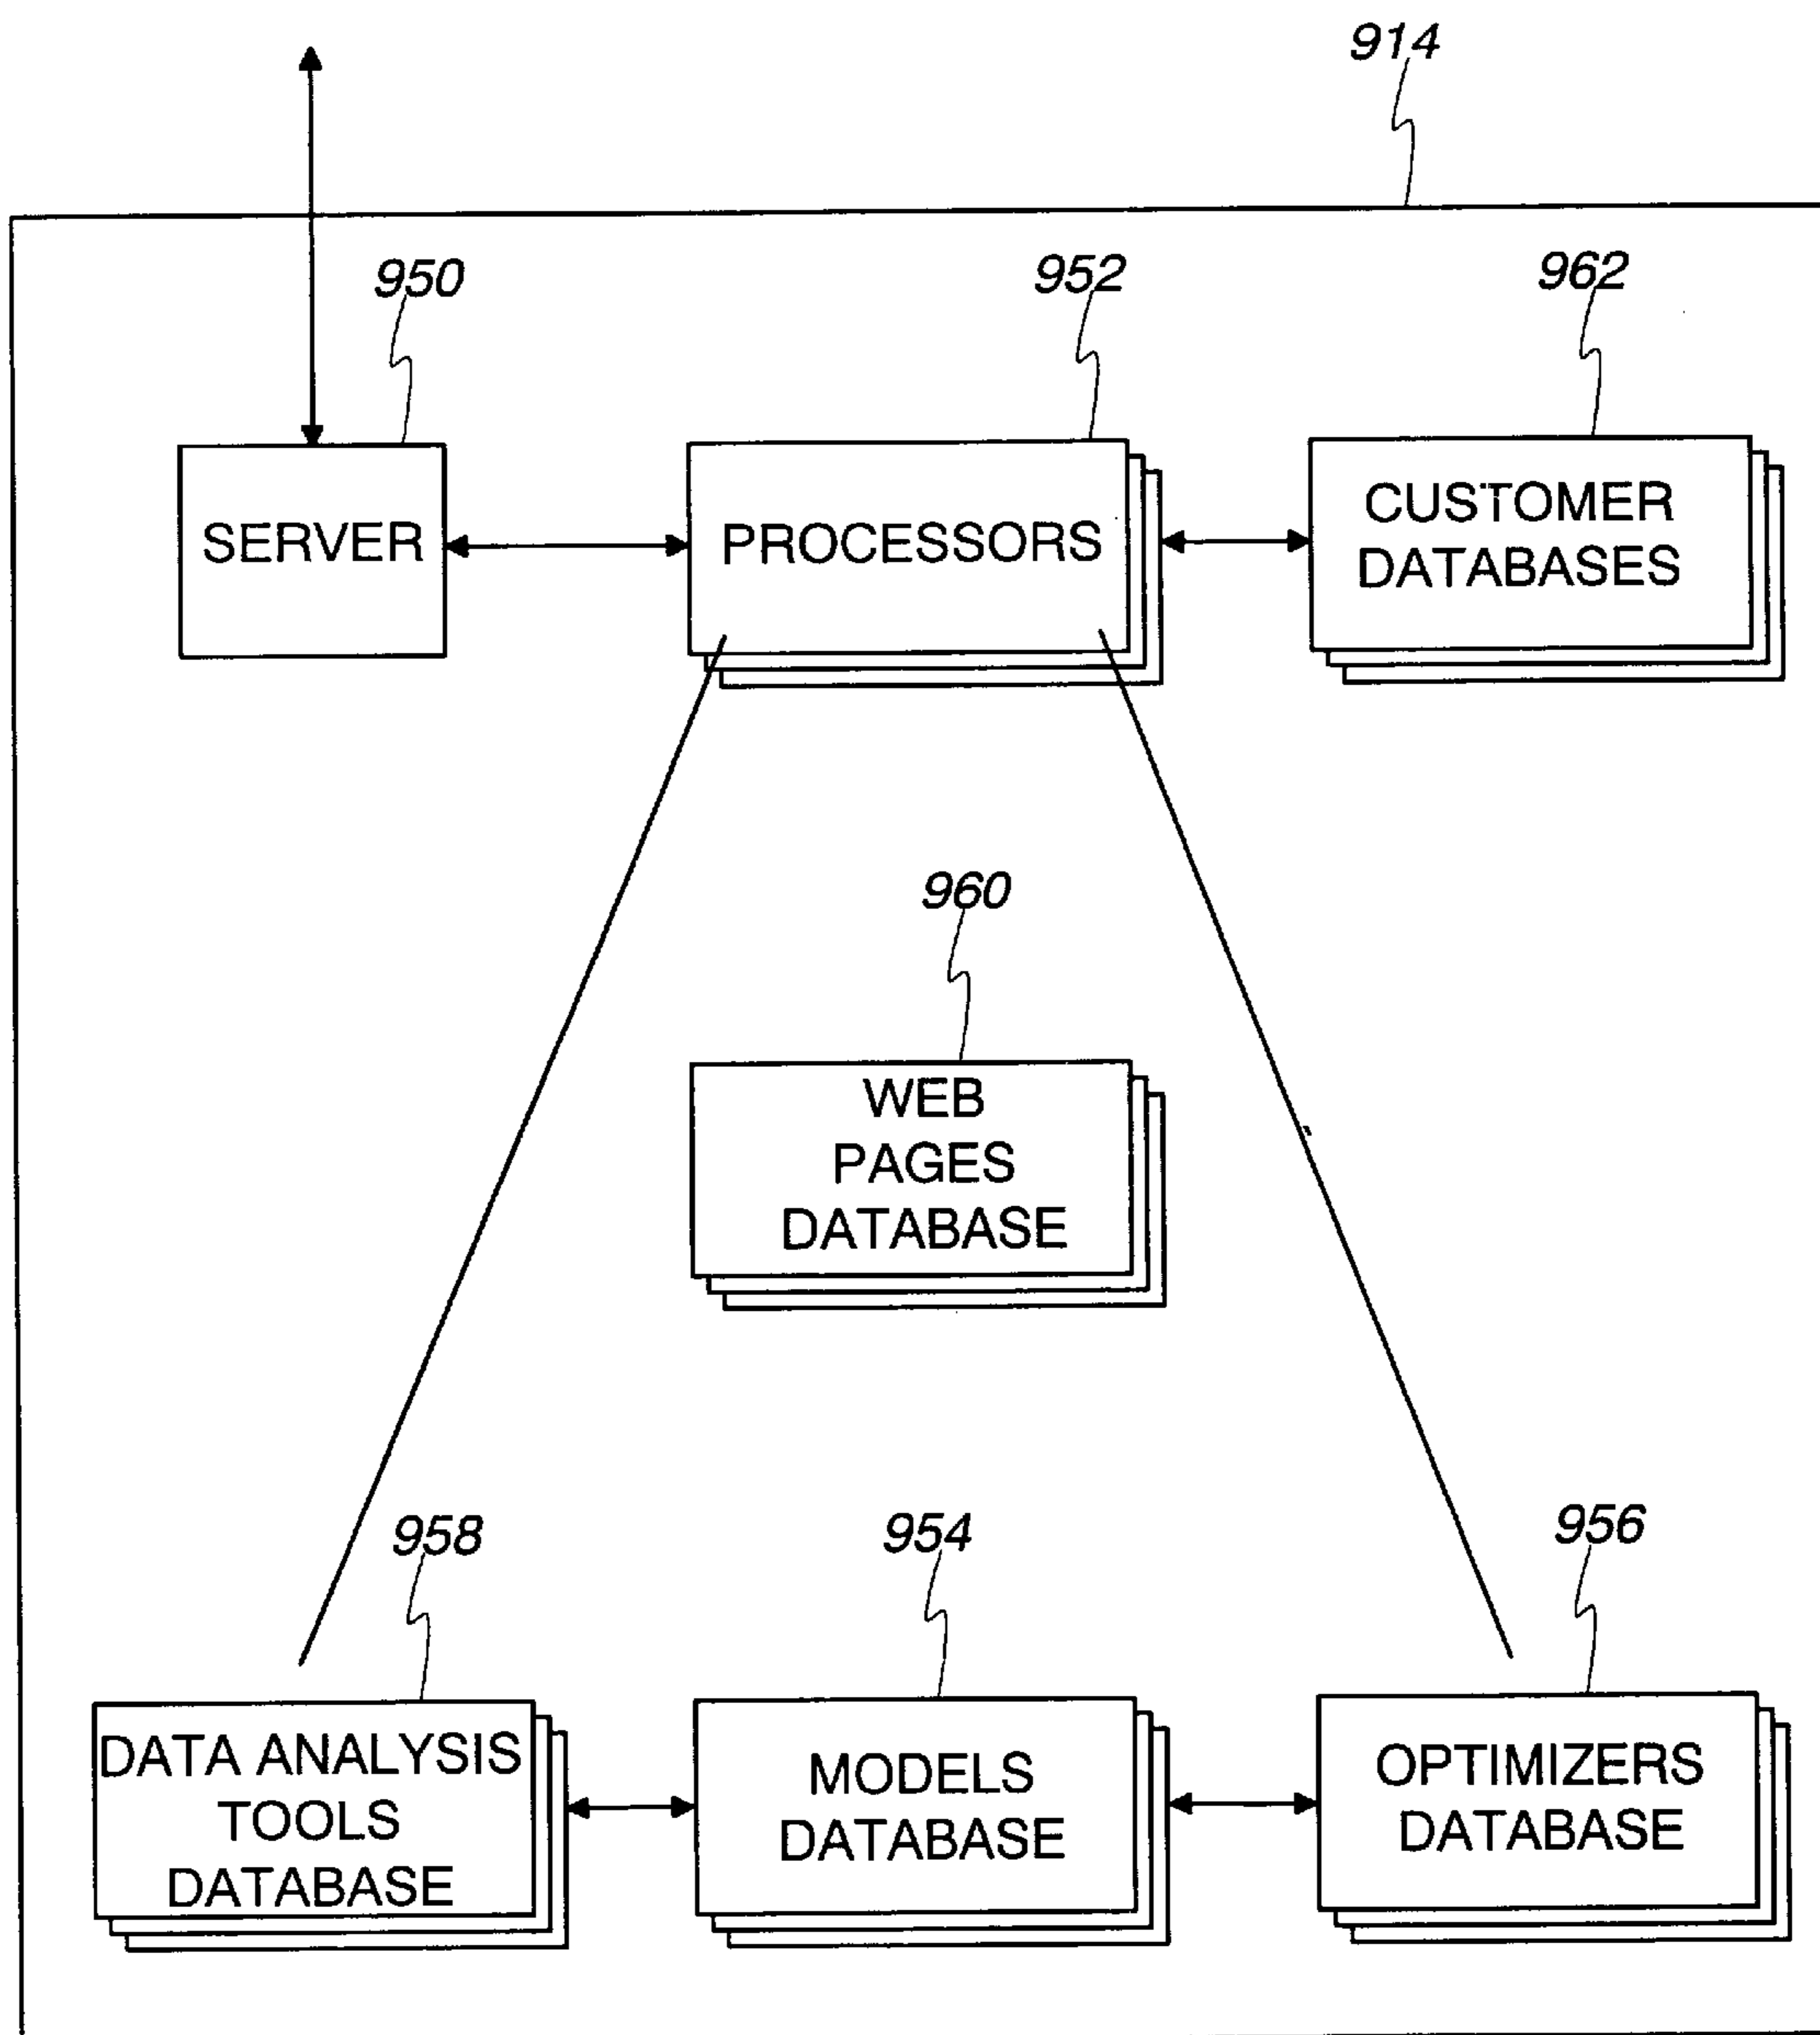 914
950
952
962
SERVER
PROCESSORS
CUSTOMER
DATABASES
960
WEB
PAGES
DATABASE
958
954
956
DATA ANALYSIS
TOOLS
DATABASE
MODELS
DATABASE
OPTIMIZERS
DATABASE